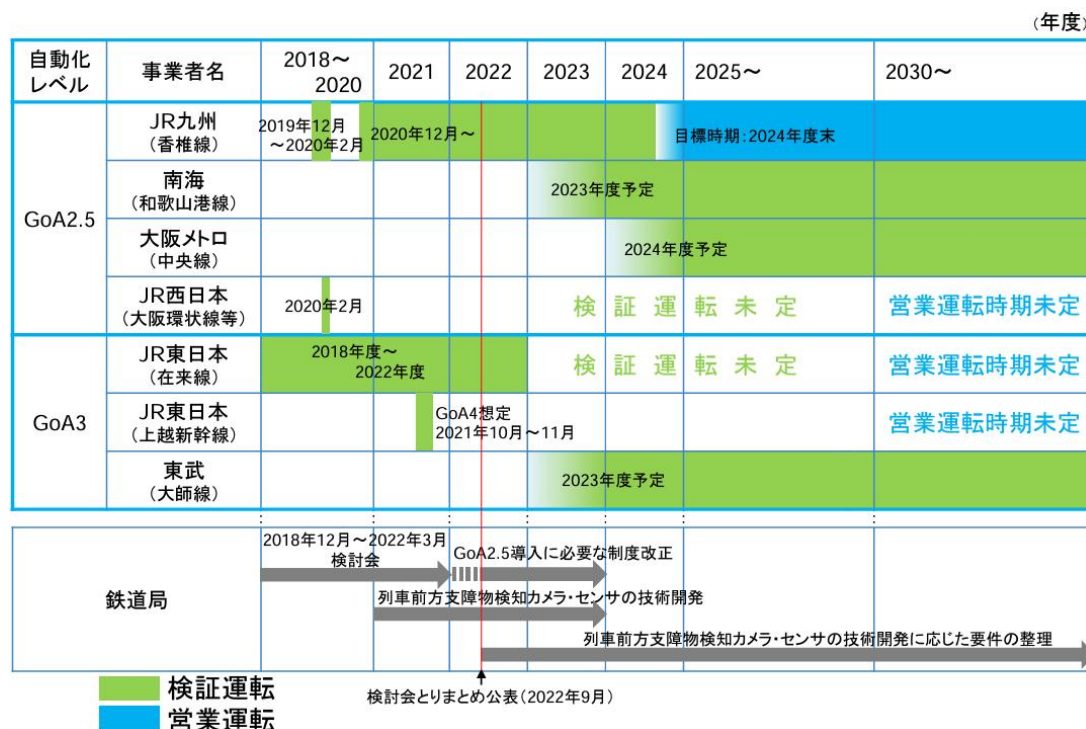 (年度)
自動化
レベル
事業者名
2018～
2020
2021
2022
2023
2024
2025～
2030～
GoA2.5
JR九州
(香椎線)
2019年12月
～2020年2月
2020年12月～
目標時期：2024年度末
南海
(和歌山港線)
2023年度予定
大阪メトロ
(中央線)
2024年度予定
JR西日本
(大阪環状線等)
2020年2月
検証運転未定
営業運転時期未定
GoA3
JR東日本
(在来線)
2018年度～
2022年度
検証運転未定
営業運転時期未定
JR東日本
(上越新幹線)
GoA4想定
2021年10月～11月
営業運転時期未定
東武
(大師線)
2023年度予定
鉄道局
2018年12月～2022年3月
検討会
GoA2.5導入に必要な制度改正
列車前方支障物検知カメラ・センサの技術開発
列車前方支障物検知カメラ・センサの技術開発に応じた要件の整理
検証運転
営業運転
検討会とりまとめ公表(2022年9月)